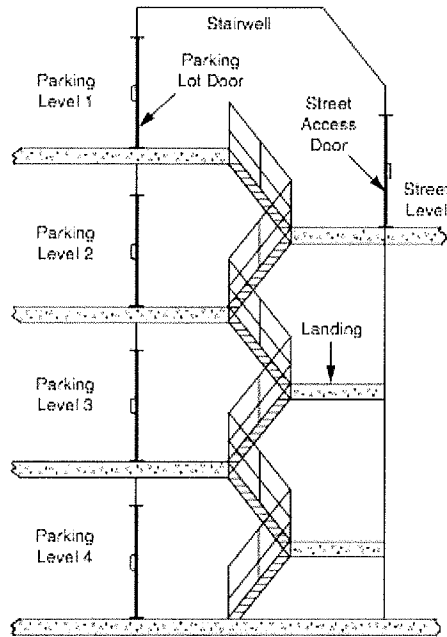 Stairwell
Parking
Level 1
Parking
Lot Door
Street
Access
Door
Street
Level
Parking
Level 2
Landing
Parking
Level 3
Parking
Level 4